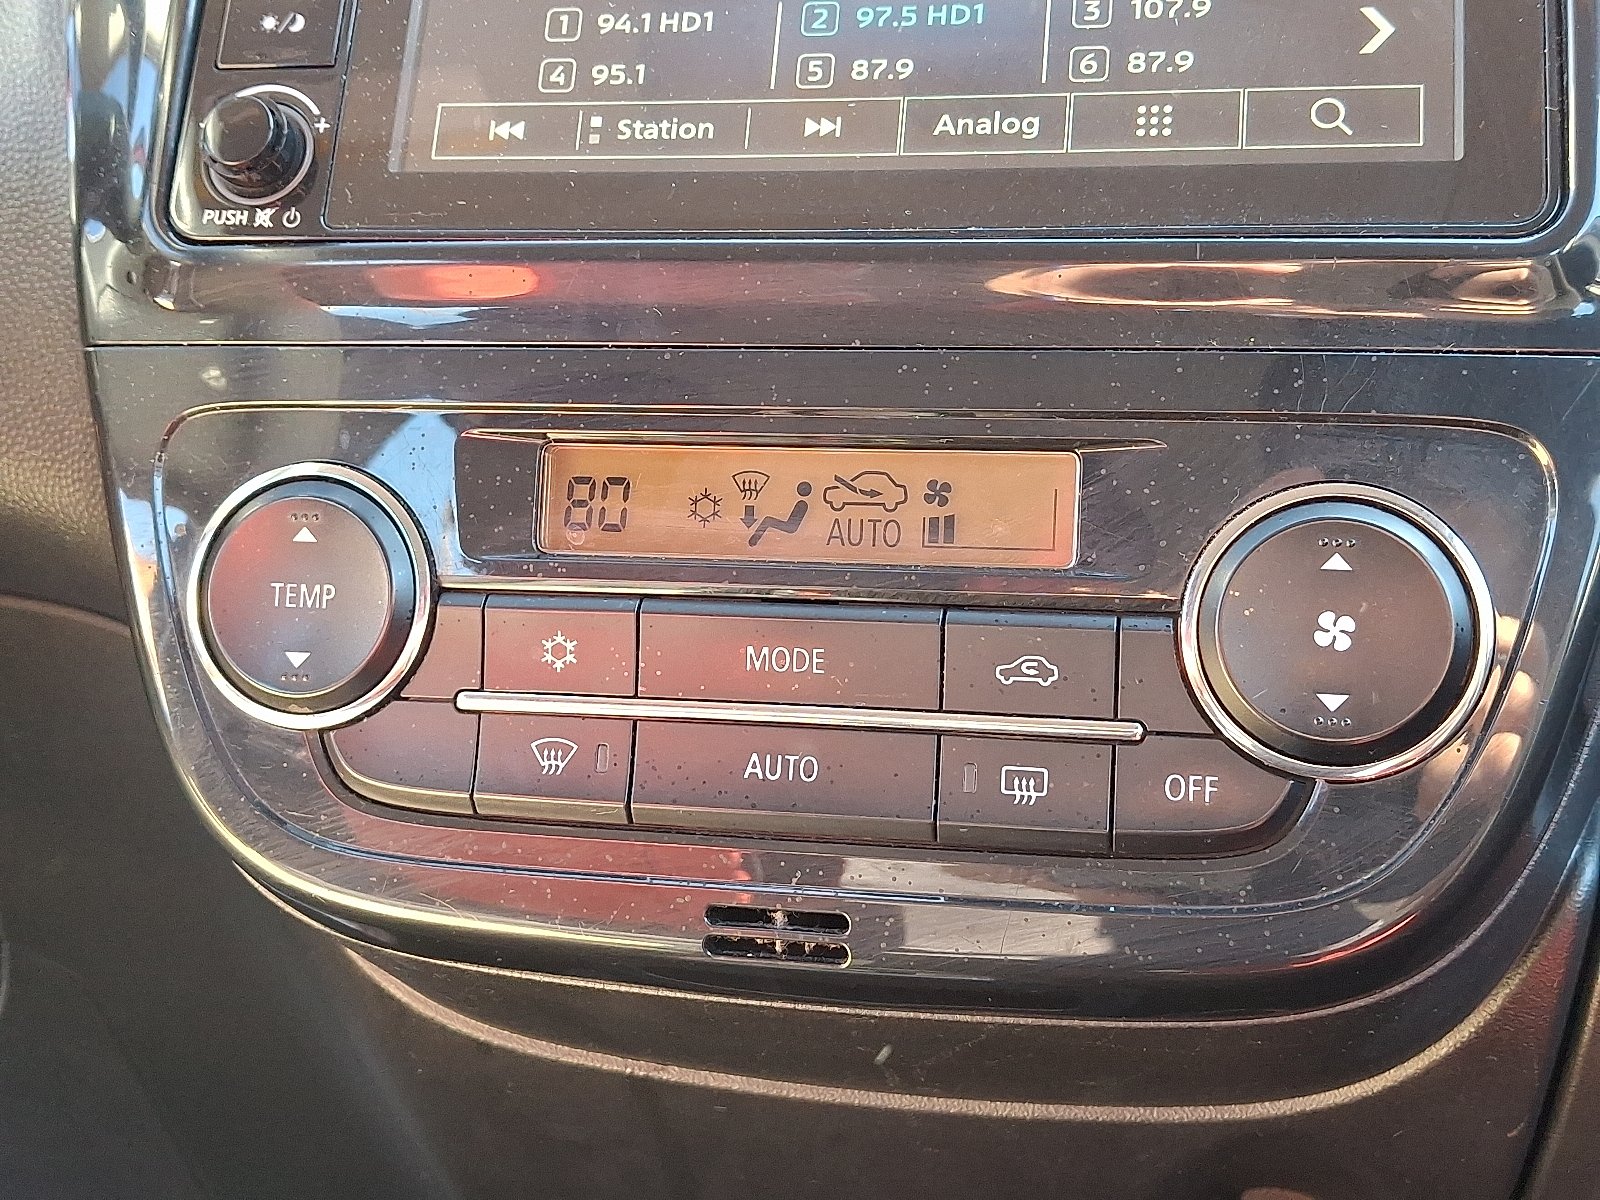 1 94.1 HD1 2 97.5 HD1 3 107.9
4 95.1 5 87.9 6 87.9
Station Analog
+
PUSH
80 AUTO
TEMP
MODE
AUTO
OFF